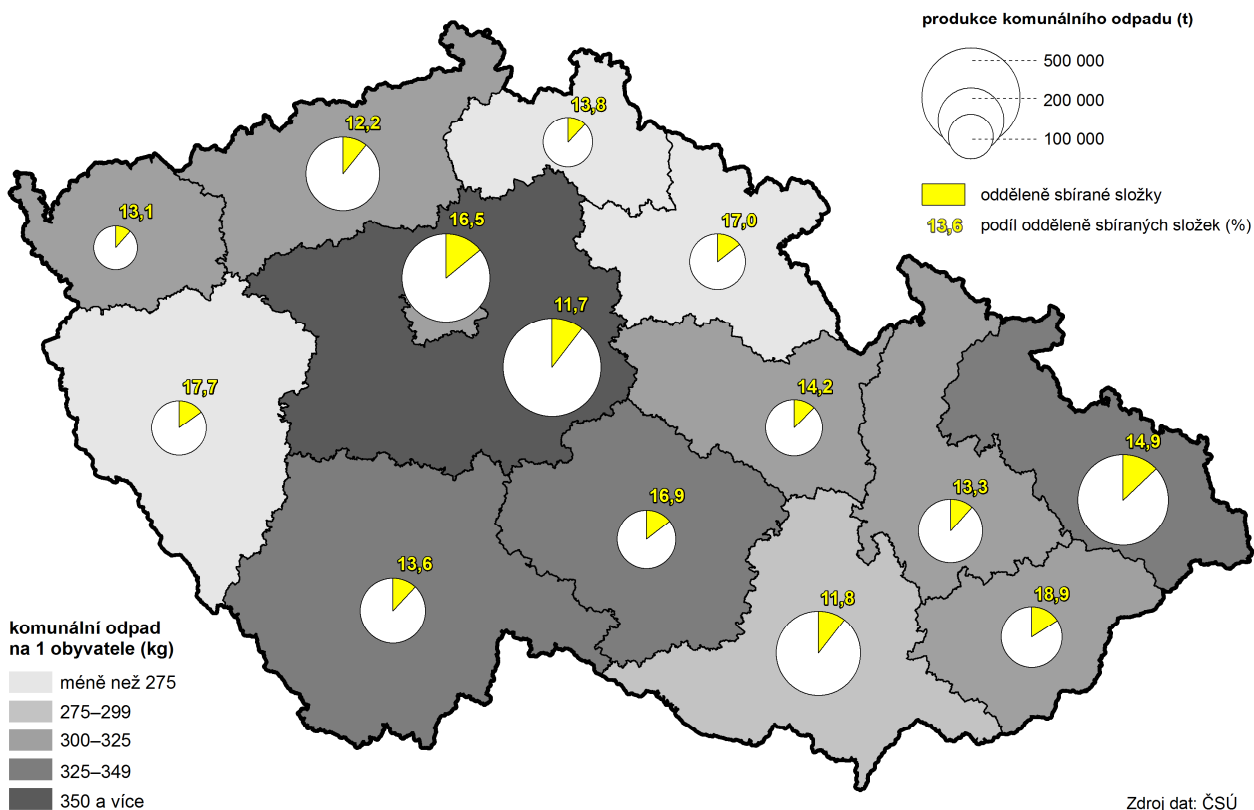 produkce komunálního odpadu (t)
500 000
200 000
100 000
odděleně sbírané složky
13,6 podíl odděleně sbíraných složek (%)
13,8
12,2
13,1
16,5
17,0
11,7
17,7
14,2
14,9
16,9
13,3
13,6
11,8
18,9
komunální odpad
na 1 obyvatele (kg)
méně než 275
275–299
300–325
325–349
350 a více
Zdroj dat: ČSÚ